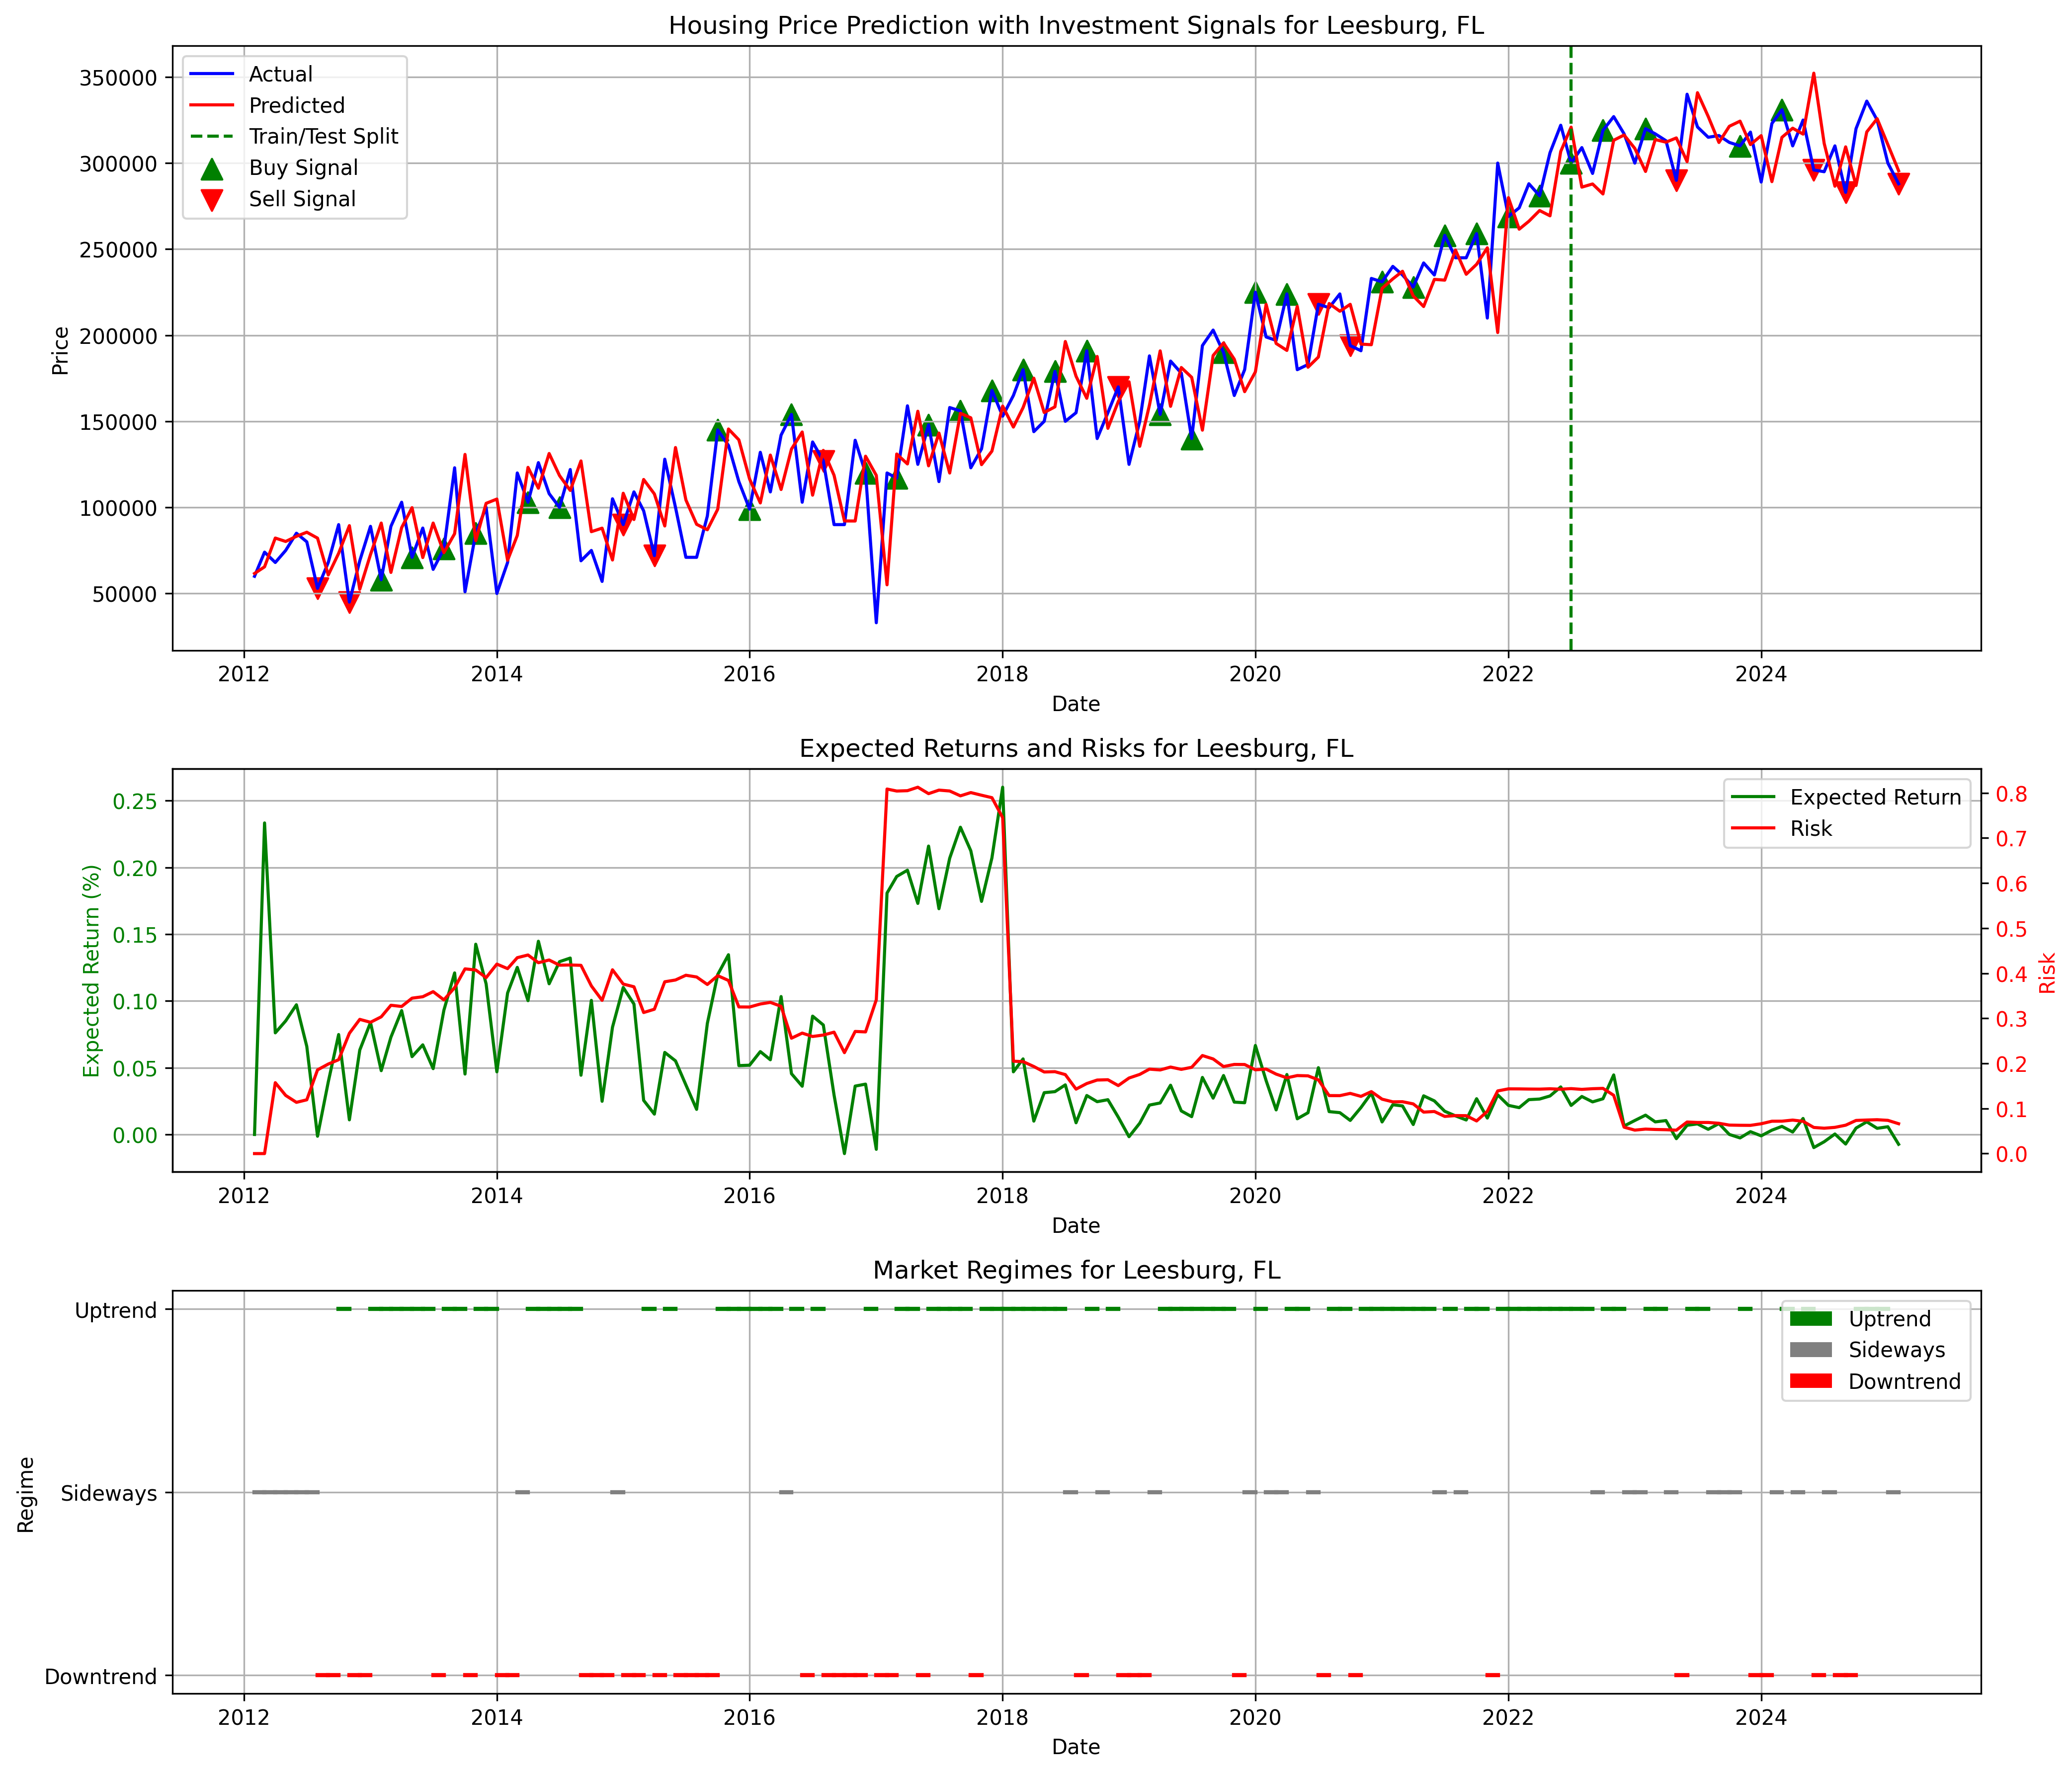 Housing Price Prediction with Investment Signals for Leesburg, FL
Actual
Predicted
Train/Test Split
Buy Signal
Sell Signal
Price
350000
300000
250000
200000
150000
100000
50000
2012 2014 2016 2018 2020 2022 2024
Date
Expected Returns and Risks for Leesburg, FL
Expected Return
Risk
Expected Return (%)
0.25
0.20
0.15
0.10
0.05
0.00
0.8
0.7
0.6
0.5
0.4
0.3
0.2
0.1
0.0
Risk
2012 2014 2016 2018 2020 2022 2024
Date
Market Regimes for Leesburg, FL
Uptrend
Sideways
Downtrend
Regime
Uptrend
Sideways
Downtrend
2012 2014 2016 2018 2020 2022 2024
Date